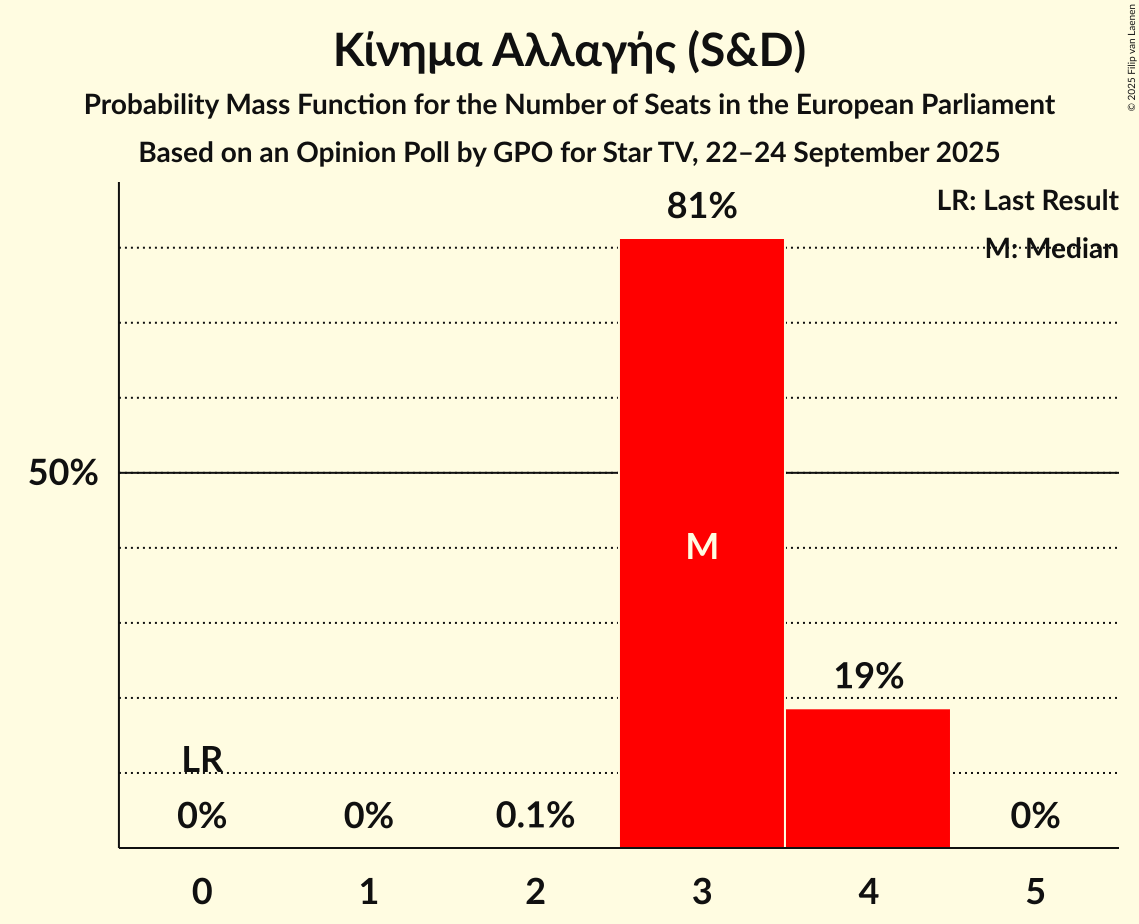 Κίνημα Αλλαγής (S&D)
Probability Mass Function for the Number of Seats in the European Parliament
Based on an Opinion Poll by GPO for Star TV, 22–24 September 2025
© 2025 Filip van Laenen
LR: Last Result
M: Median
81%
50%
M
19%
LR
0%
0%
0.1%
0%
0
1
2
3
4
5